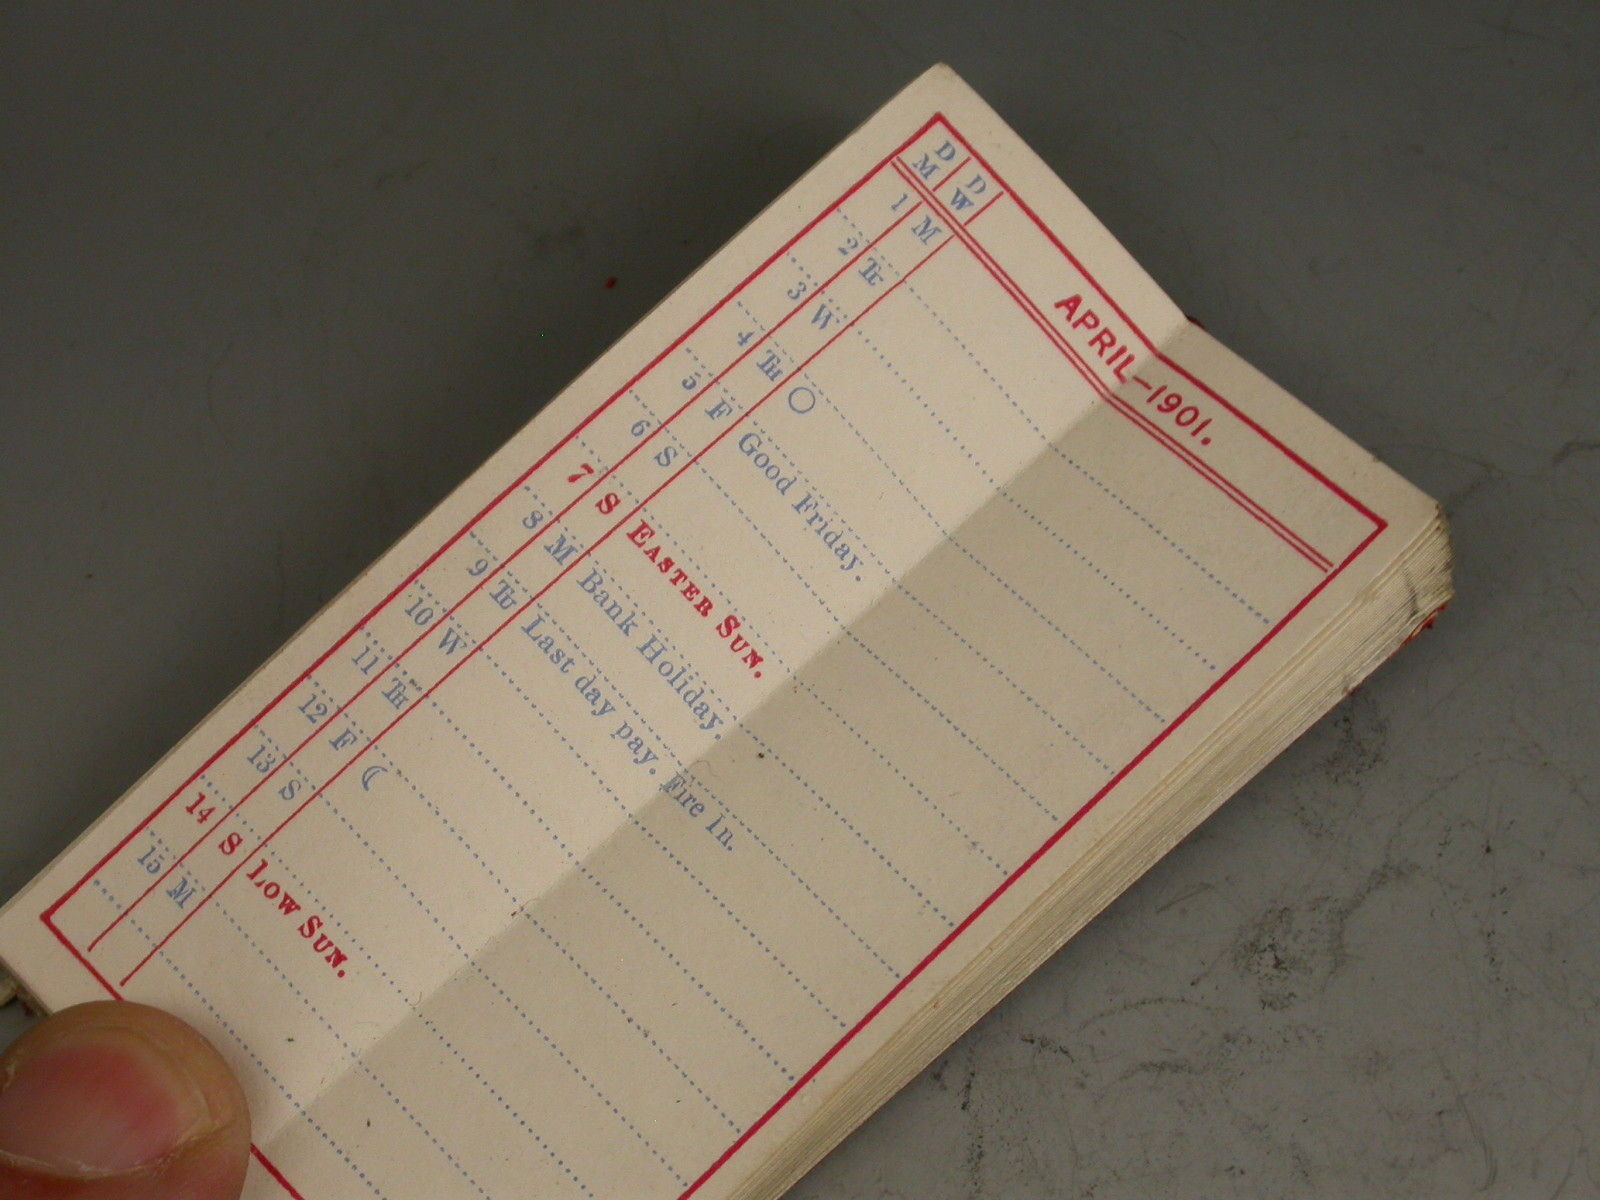 APRIL—1901.
D M D W
1 M
2 Tu
3 W
4 Th
5 F Good Friday.
6 S
7 S EASTER SUN.
8 M Bank Holiday.
9 Tu Last day pay. Fire in.
10 W
11 Th
12 F
13 S
14 S LOW SUN.
15 M